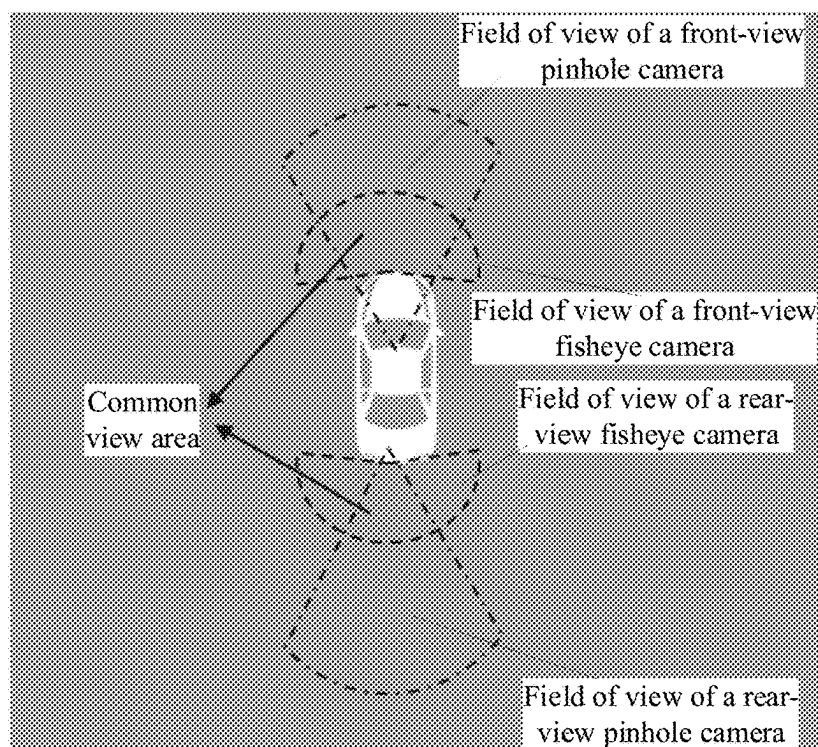 Field of view of a front-view
pinhole camera
Field of view of a front-view
fisheye camera
Common
view area
Field of view of a rear-
view fisheye camera
Field of view of a rear-
view pinhole camera